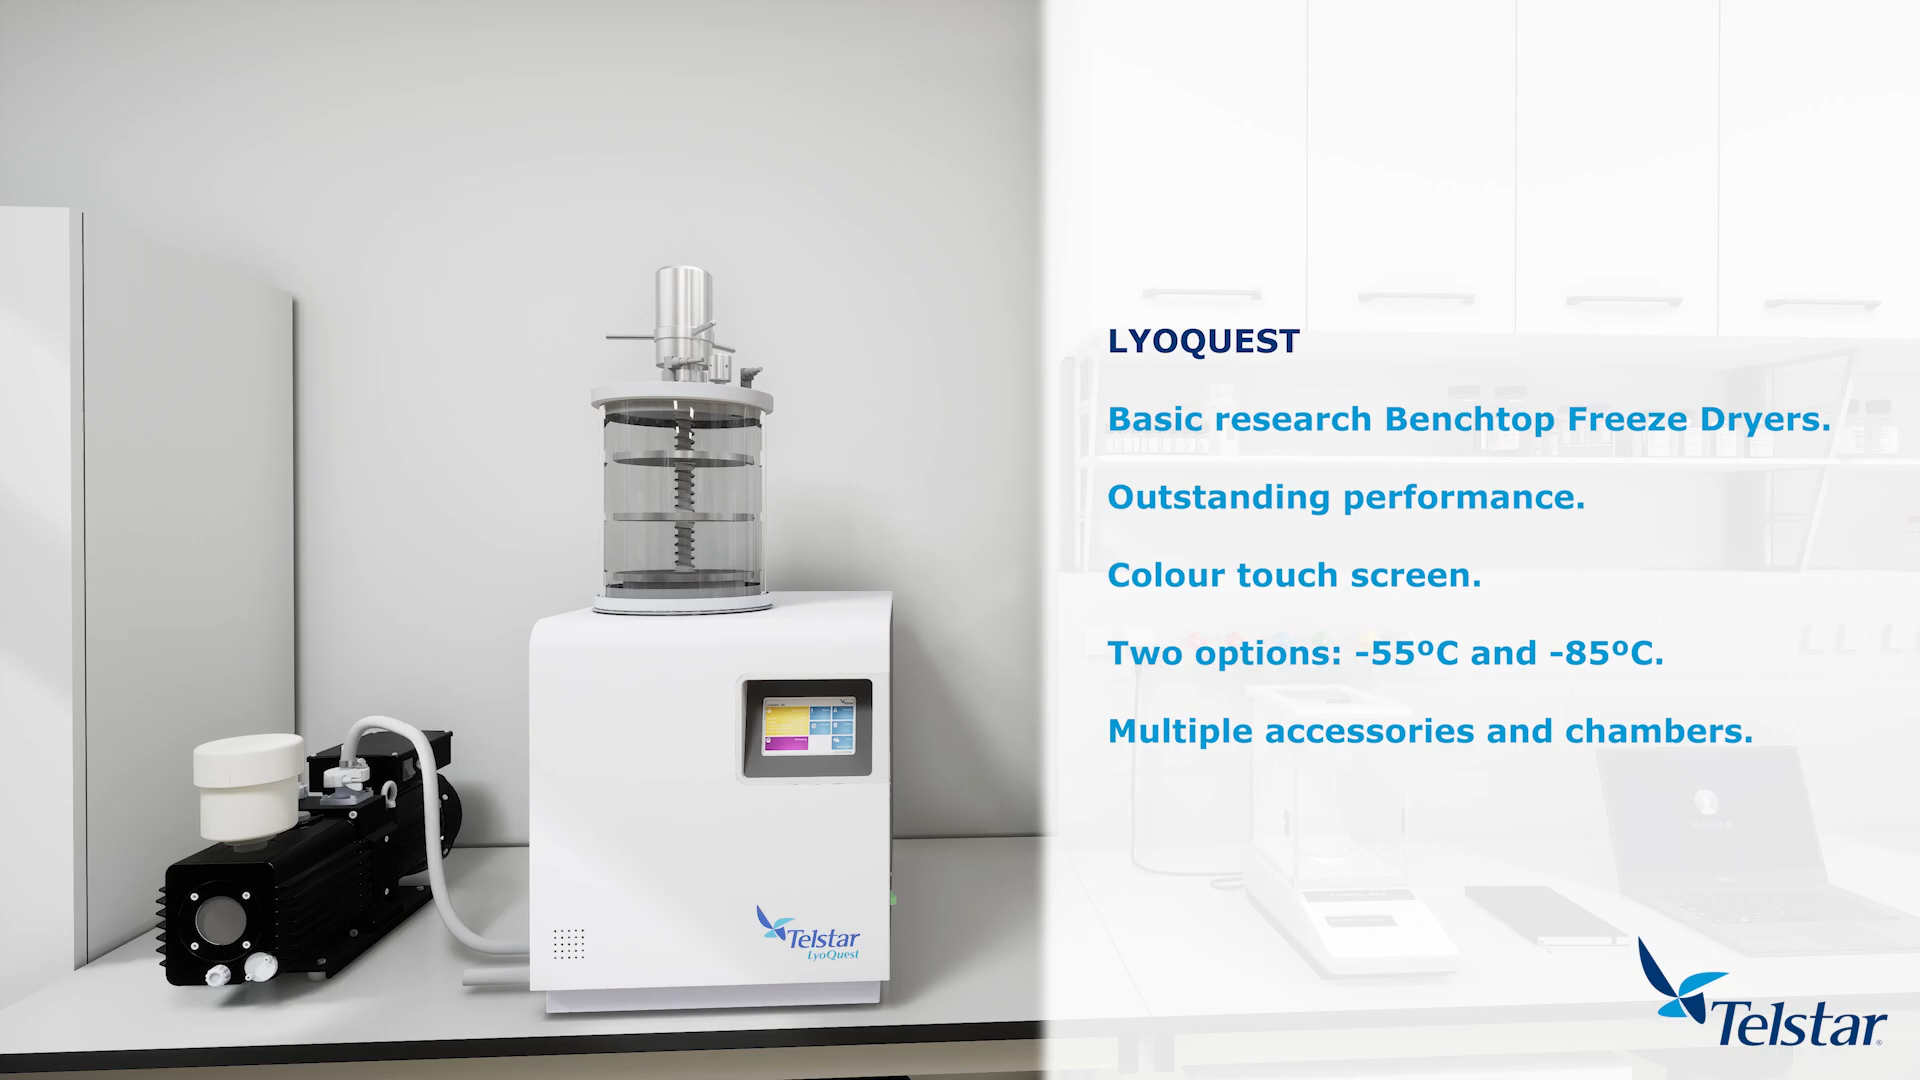 LYOQUEST
Basic research Benchtop Freeze Dryers.
Outstanding performance.
Colour touch screen.
Two options: -55ºC and -85ºC.
Multiple accessories and chambers.
Telstar
LyoQuest
Telstar®